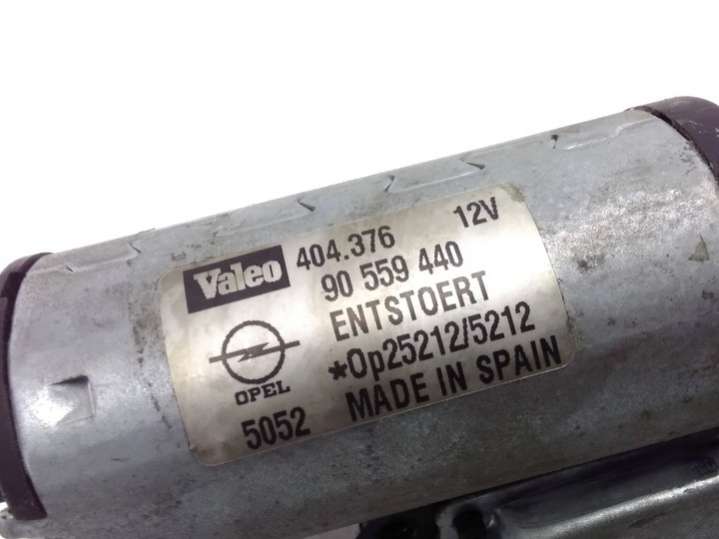 Valeo 404.376 12V
90 559 440
ENTSTOERT
OPEL *Op25212/5212
5052 MADE IN SPAIN